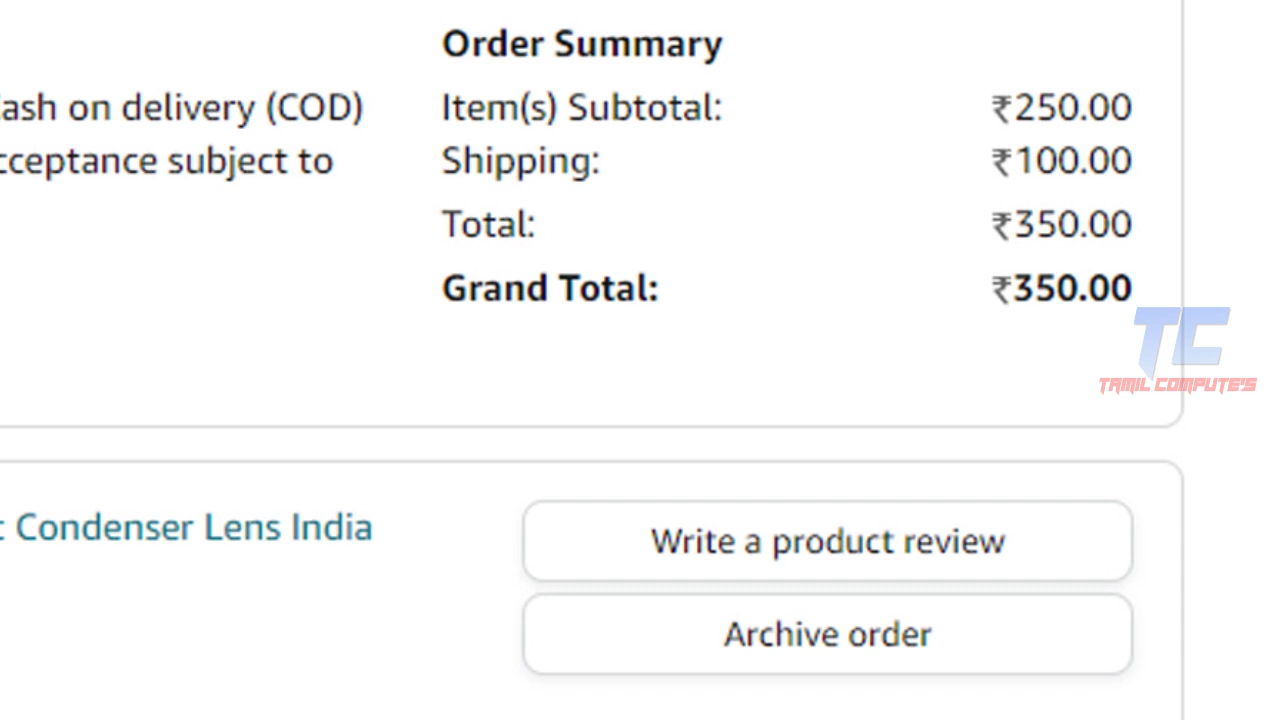 Order Summary
ash on delivery (COD)
Item(s) Subtotal: ₹250.00
cceptance subject to
Shipping: ₹100.00
Total: ₹350.00
Grand Total: ₹350.00
TC
TAMIL COMPUTE'S
Condenser Lens India
Write a product review
Archive order